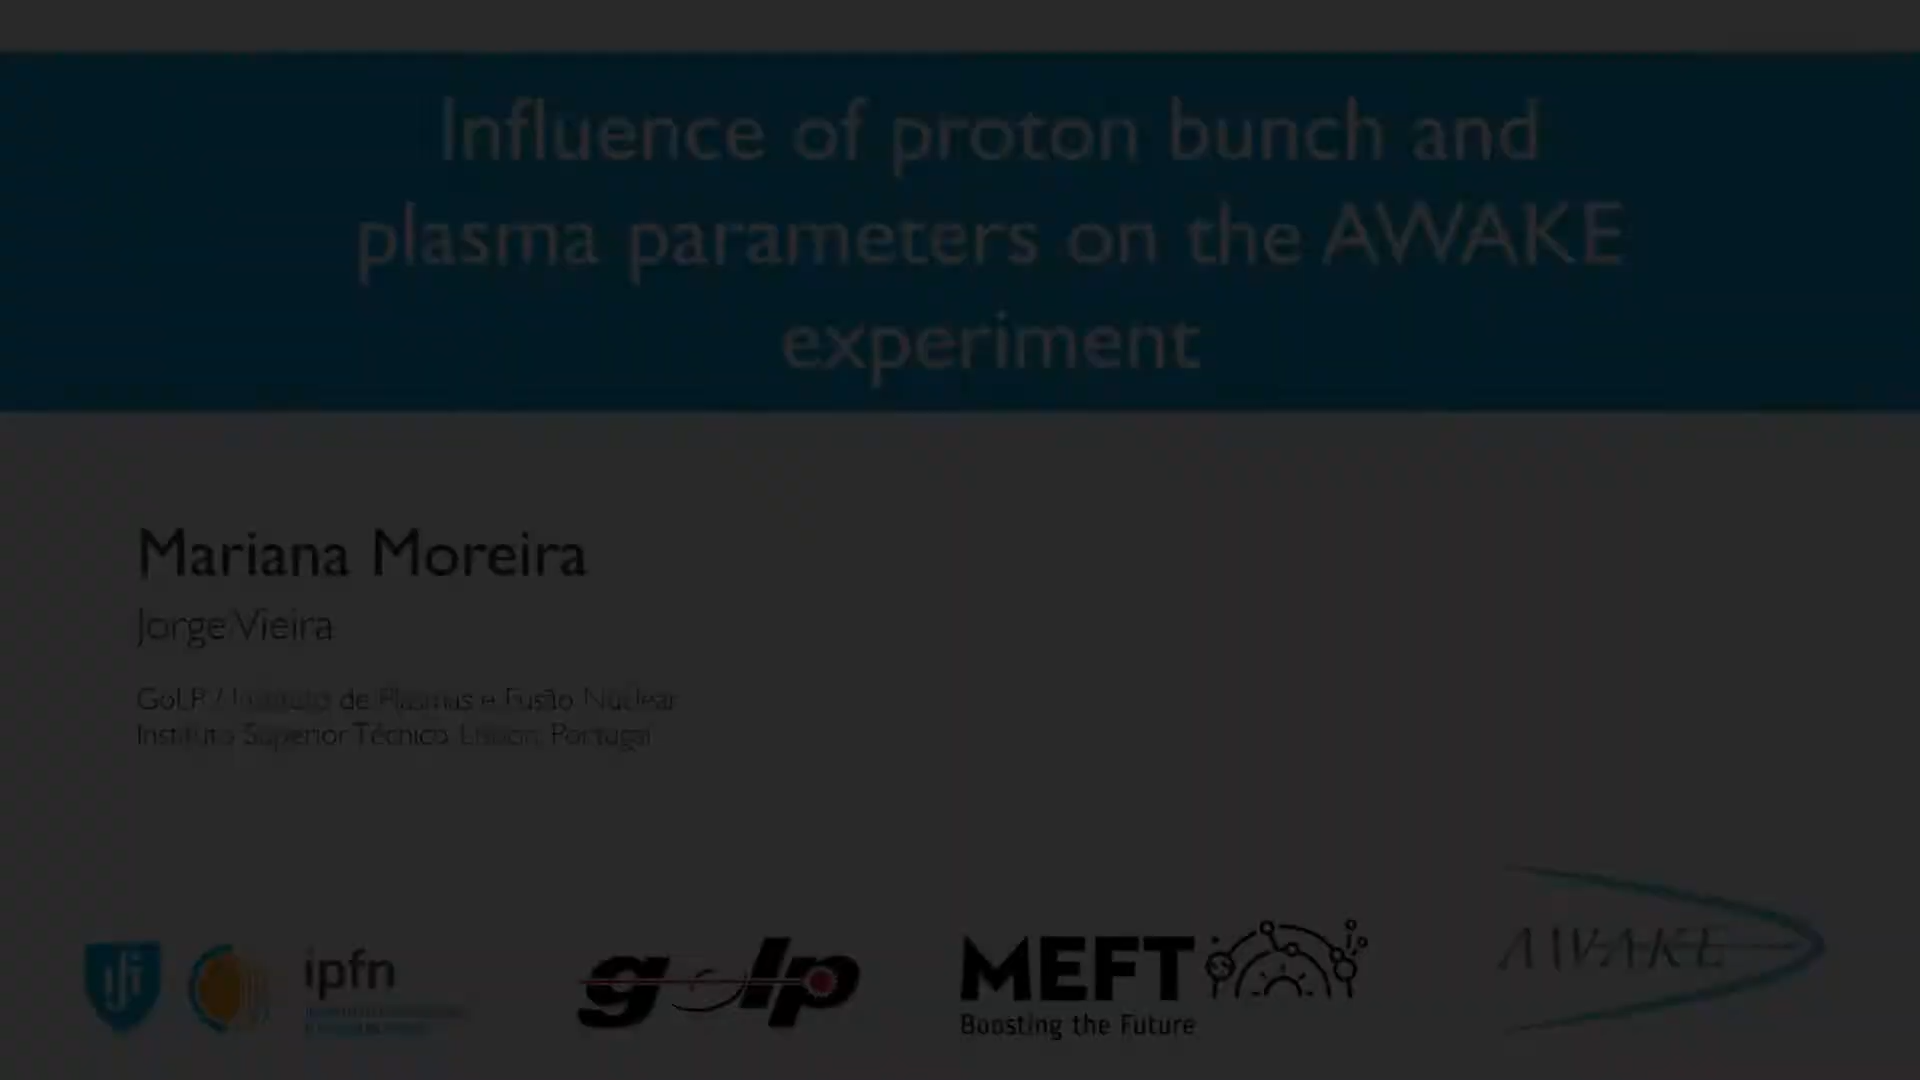 Influence of proton bunch and
plasma parameters on the AWAKE
experiment
Mariana Moreira
Jorge Vieira
GoLP / Instituto de Plasmas e Fusão Nuclear
Instituto Superior Técnico, Lisbon, Portugal
ipfn
golp
MEFT
Boosting the Future
AWAKE